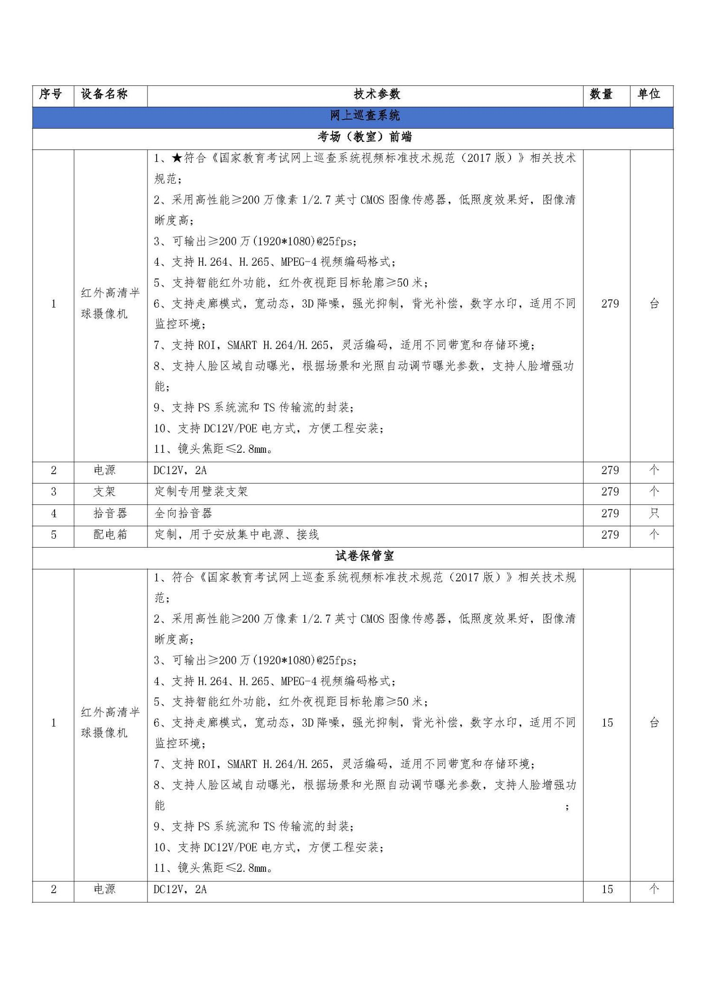 序号 设备名称 技术参数 数量 单位
网上巡查系统
考场（教室）前端
1、★符合《国家教育考试网上巡查系统视频标准技术规范（2017 版）》相关技术
规范；
2、采用高性能≥200 万像素 1/2.7 英寸 CMOS 图像传感器，低照度效果好，图像清
晰度高；
3、可输出≥200 万(1920*1080)@25fps；
4、支持 H.264、H.265、MPEG-4 视频编码格式；
5、支持智能红外功能，红外夜视距目标轮廓≥50 米；
红外高清半
1 6、支持走廊模式，宽动态，3D 降噪，强光抑制，背光补偿，数字水印，适用不同 279 台
球摄像机
监控环境；
7、支持 ROI，SMART H.264/H.265，灵活编码，适用不同带宽和存储环境；
8、支持人脸区域自动曝光，根据场景和光照自动调节曝光参数，支持人脸增强功
能；
9、支持 PS 系统流和 TS 传输流的封装；
10、支持 DC12V/POE 电方式，方便工程安装；
11、镜头焦距≤2.8mm。
2 电源 DC12V，2A 279 个
3 支架 定制专用壁装支架 279 个
4 拾音器 全向拾音器 279 只
5 配电箱 定制，用于安放集中电源、接线 279 个
试卷保管室
1、符合《国家教育考试网上巡查系统视频标准技术规范（2017 版）》相关技术规
范；
2、采用高性能≥200 万像素 1/2.7 英寸 CMOS 图像传感器，低照度效果好，图像清
晰度高；
3、可输出≥200 万(1920*1080)@25fps；
4、支持 H.264、H.265、MPEG-4 视频编码格式；
5、支持智能红外功能，红外夜视距目标轮廓≥50 米；
红外高清半
1 6、支持走廊模式，宽动态，3D 降噪，强光抑制，背光补偿，数字水印，适用不同 15 台
球摄像机
监控环境；
7、支持 ROI，SMART H.264/H.265，灵活编码，适用不同带宽和存储环境；
8、支持人脸区域自动曝光，根据场景和光照自动调节曝光参数，支持人脸增强功
能；
9、支持 PS 系统流和 TS 传输流的封装；
10、支持 DC12V/POE 电方式，方便工程安装；
11、镜头焦距≤2.8mm。
2 电源 DC12V，2A 15 个